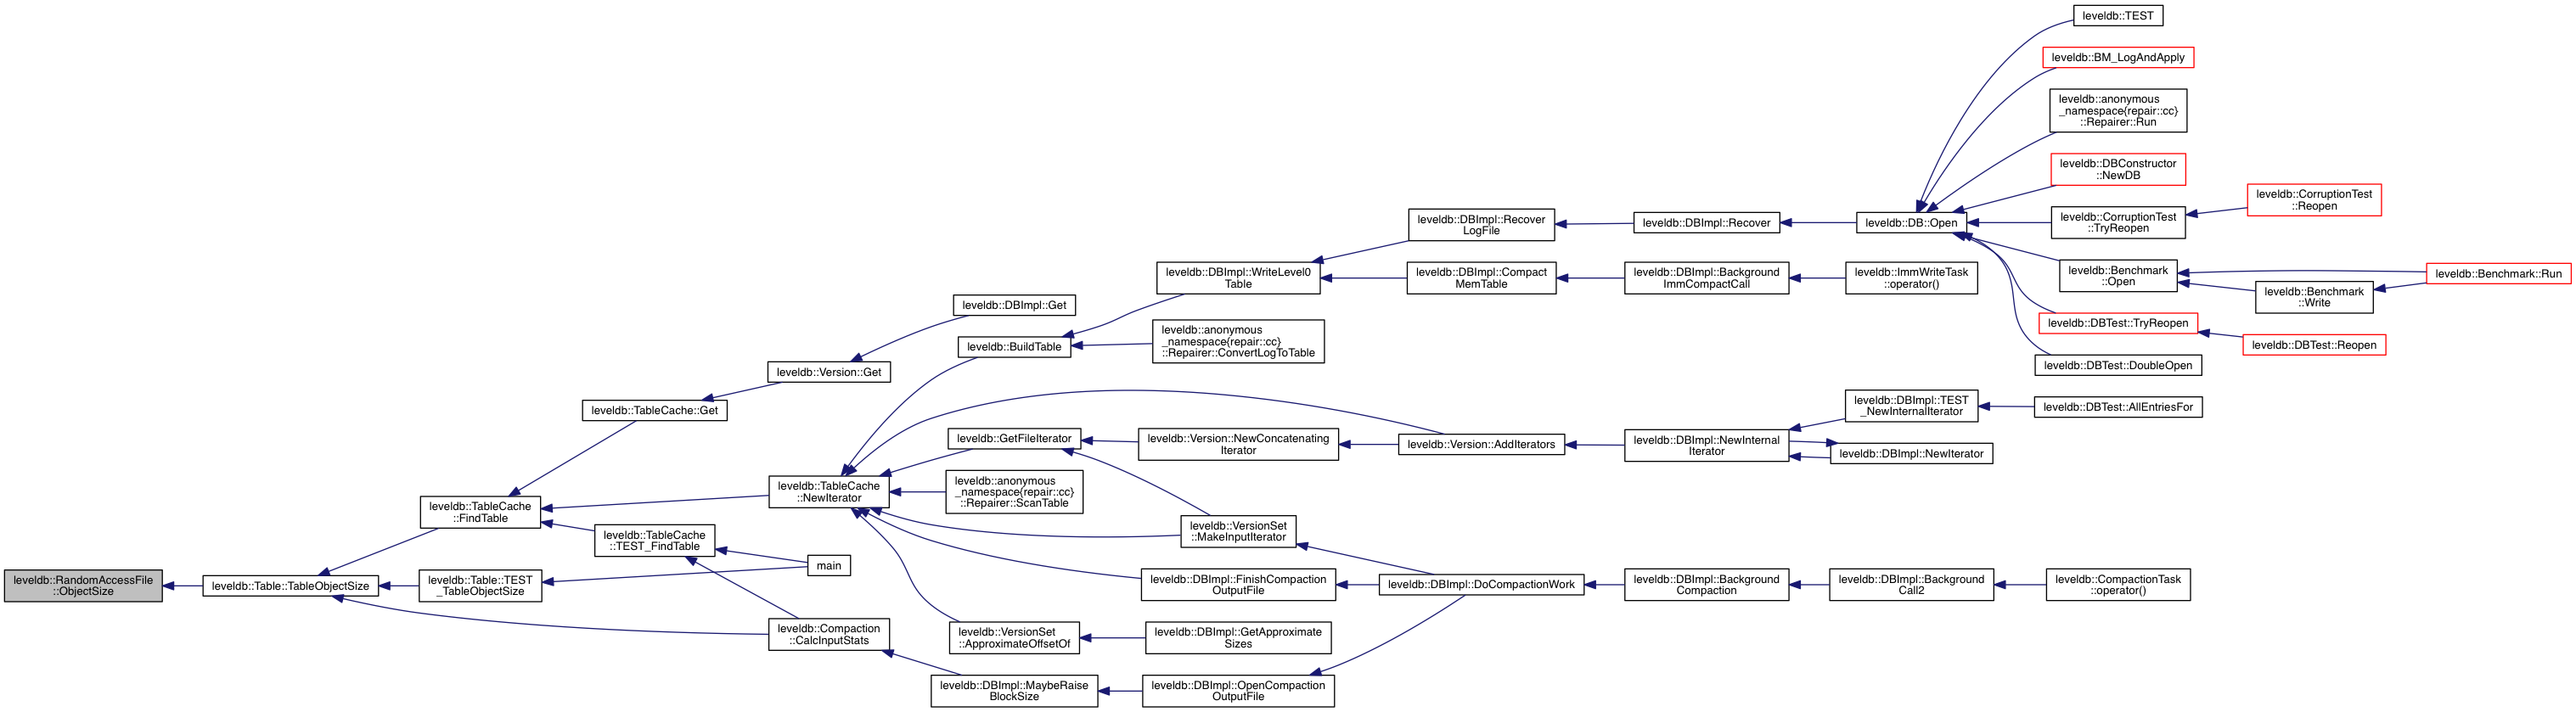 leveldb::RandomAccessFile
::ObjectSize
leveldb::Table::TableObjectSize
leveldb::TableCache
::FindTable
leveldb::Table::TEST
_TableObjectSize
leveldb::TableCache::Get
leveldb::TableCache
::TEST_FindTable
leveldb::Version::Get
leveldb::TableCache
::NewIterator
main
leveldb::Compaction
::CalcInputStats
leveldb::DBImpl::Get
leveldb::BuildTable
leveldb::GetFileIterator
leveldb::anonymous
_namespace{repair::cc}
::Repairer::ScanTable
leveldb::VersionSet
::ApproximateOffsetOf
leveldb::DBImpl::MaybeRaise
BlockSize
leveldb::DBImpl::WriteLevel0
Table
leveldb::anonymous
_namespace{repair::cc}
::Repairer::ConvertLogToTable
leveldb::Version::NewConcatenating
Iterator
leveldb::VersionSet
::MakeInputIterator
leveldb::DBImpl::FinishCompaction
OutputFile
leveldb::DBImpl::GetApproximate
Sizes
leveldb::DBImpl::OpenCompaction
OutputFile
leveldb::DBImpl::Recover
LogFile
leveldb::DBImpl::Compact
MemTable
leveldb::Version::AddIterators
leveldb::DBImpl::DoCompactionWork
leveldb::DBImpl::Recover
leveldb::DBImpl::Background
ImmCompactCall
leveldb::DBImpl::NewInternal
Iterator
leveldb::DBImpl::Background
Compaction
leveldb::DB::Open
leveldb::ImmWriteTask
::operator()
leveldb::DBImpl::TEST
_NewInternalIterator
leveldb::DBImpl::NewIterator
leveldb::DBImpl::Background
Call2
leveldb::TEST
leveldb::BM_LogAndApply
leveldb::anonymous
_namespace{repair::cc}
::Repairer::Run
leveldb::DBConstructor
::NewDB
leveldb::CorruptionTest
::TryReopen
leveldb::Benchmark
::Open
leveldb::DBTest::TryReopen
leveldb::DBTest::DoubleOpen
leveldb::DBTest::AllEntriesFor
leveldb::CompactionTask
::operator()
leveldb::CorruptionTest
::Reopen
leveldb::Benchmark
::Write
leveldb::DBTest::Reopen
leveldb::Benchmark::Run